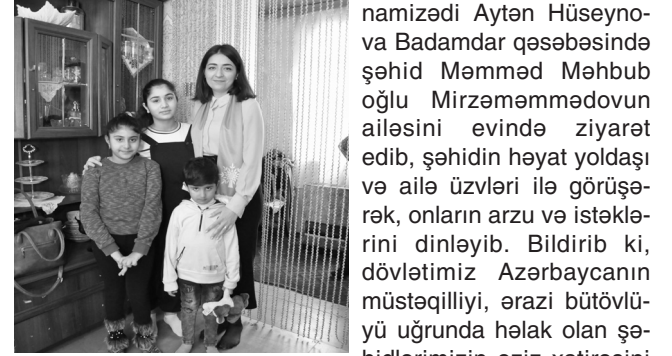 namizədi Aytən Hüseyno-
va Badamdar qəsəbəsində
şəhid Məmməd Məhbub
oğlu Mirzəməmmədovun
ailəsini evində ziyarət
edib, şəhidin həyat yoldaşı
və ailə üzvləri ilə görüşə-
rək, onların arzu və istəklə-
rini dinləyib. Bildirib ki,
dövlətimiz Azərbaycanın
müstəqilliyi, ərazi bütövlü-
yü uğrunda həlak olan şə-